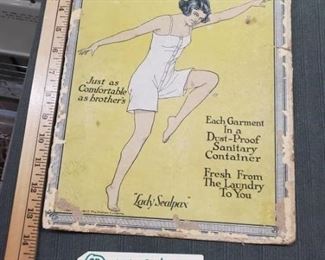 Just as
Comfortable
as brother's
Each Garment
In a
Dust-Proof
Sanitary
Container
Fresh From
The Laundry
To You
"Lady Sealpax"